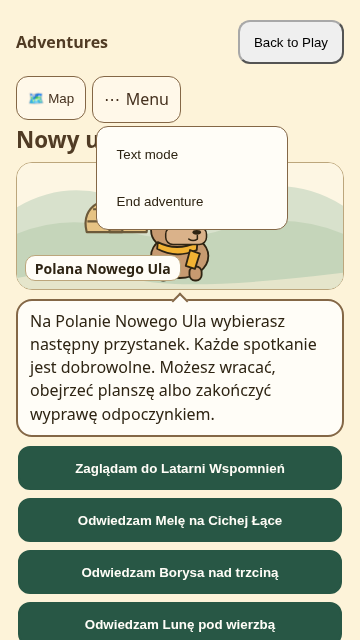 Adventures
Back to Play
🗺️ Map
⋯ Menu
Nowy u
Text mode
End adventure
Polana Nowego Ula
Na Polanie Nowego Ula wybierasz
następny przystanek. Każde spotkanie
jest dobrowolne. Możesz wracać,
obejrzeć planszę albo zakończyć
wyprawę odpoczynkiem.
Zaglądam do Latarni Wspomnień
Odwiedzam Melę na Cichej Łące
Odwiedzam Borysa nad trzciną
Odwiedzam Lunę pod wierzbą